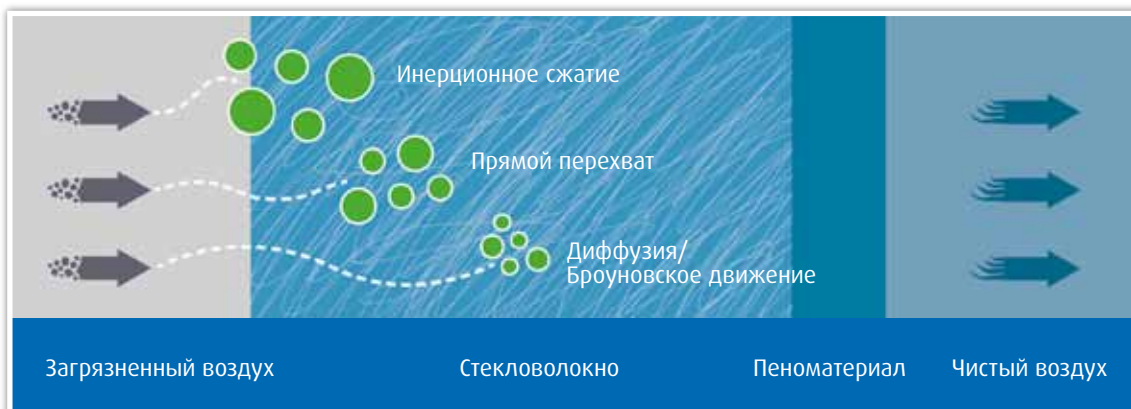 Инерционное сжатие
Прямой перехват
Диффузия/
Броуновское движение
Загрязненный воздух
Стекловолокно
Пеноматериал
Чистый воздух